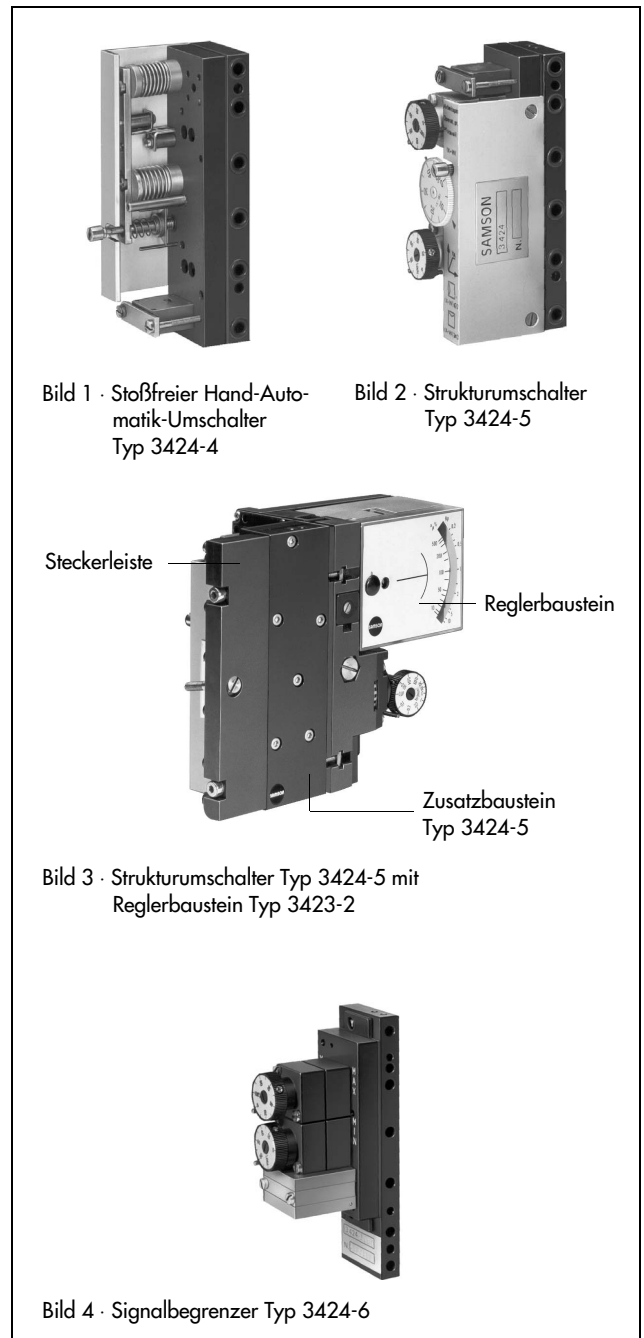 SAMSON
3424
N.
Bild 1 · Stoßfreier Hand-Auto-
matik-Umschalter
Typ 3424-4
Bild 2 · Strukturumschalter
Typ 3424-5
Steckerleiste
Reglerbaustein
Zusatzbaustein
Typ 3424-5
Bild 3 · Strukturumschalter Typ 3424-5 mit
Reglerbaustein Typ 3423-2
MAX
MIN
Bild 4 · Signalbegrenzer Typ 3424-6